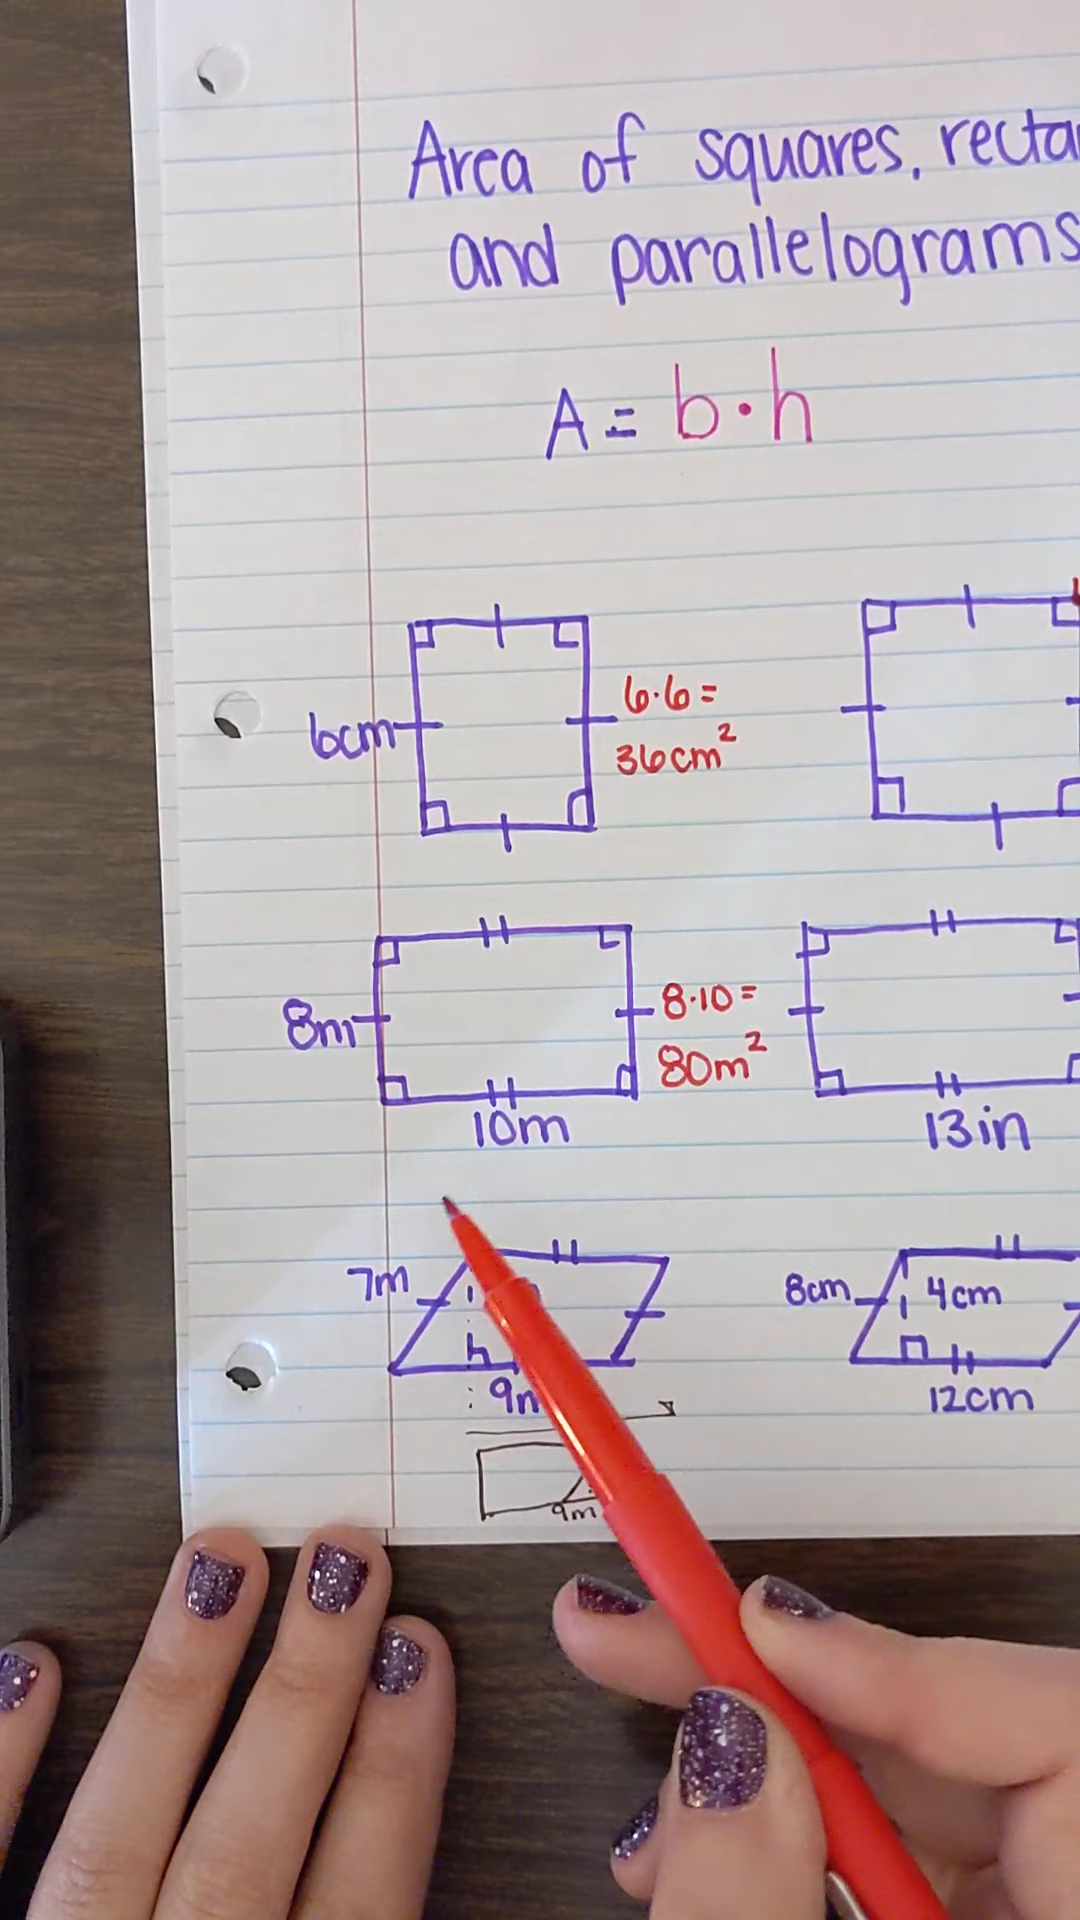 Area of squares,
and parallelograms
A = b · h
6cm
6·6 =
36cm²
8m
8·10 =
80m²
10m
13in
7m
h
8cm
4cm
12cm
9m